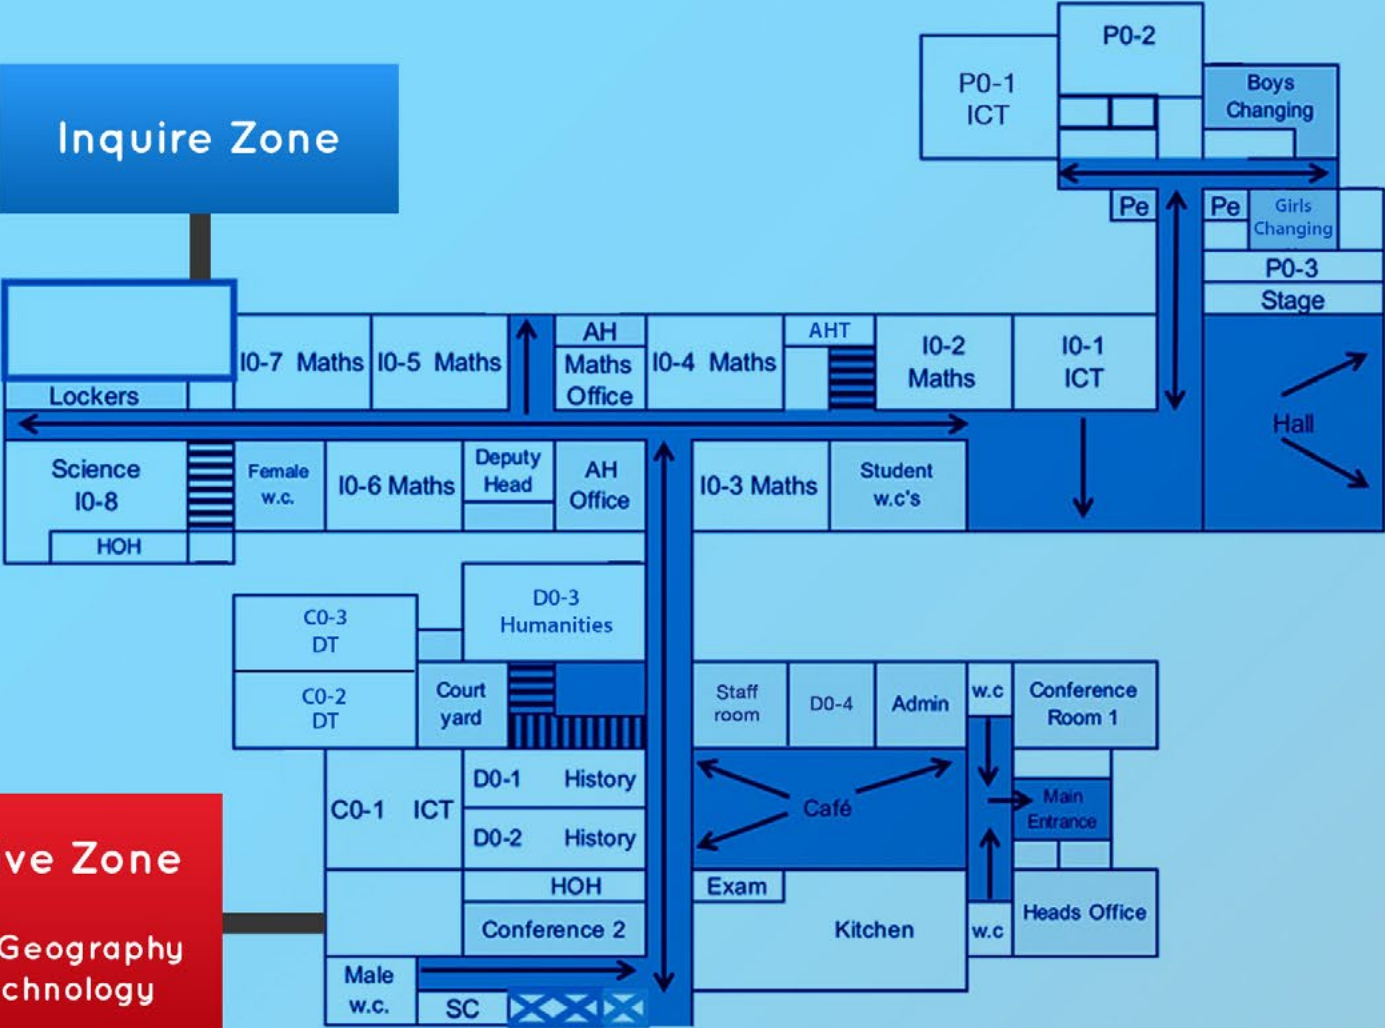 P0-2
P0-1
ICT
Boys
Changing
Inquire Zone
Pe
Pe
Girls
Changing
P0-3
Stage
I0-7 Maths
I0-5 Maths
AH
Maths
Office
I0-4 Maths
AHT
I0-2
Maths
I0-1
ICT
Lockers
Hall
Science
I0-8
Female
w.c.
I0-6 Maths
Deputy
Head
AH
Office
I0-3 Maths
Student
w.c's
HOH
C0-3
DT
D0-3
Humanities
C0-2
DT
Court
yard
Staff
room
D0-4
Admin
w.c
Conference
Room 1
D0-1 History
C0-1 ICT
D0-2 History
Café
Main
Entrance
ve Zone
Geography
chnology
HOH
Exam
Conference 2
Kitchen
w.c
Heads Office
Male
w.c.
SC